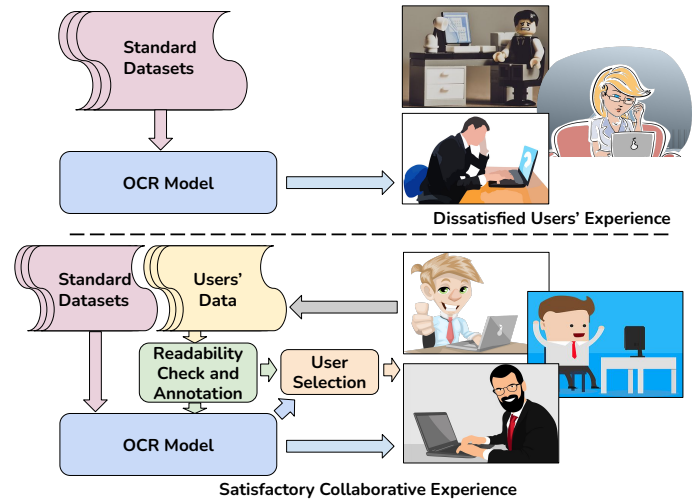 Standard
Datasets
OCR Model
Dissatisfied Users' Experience
Standard
Datasets
Users'
Data
Readability
Check and
Annotation
User
Selection
OCR Model
Satisfactory Collaborative Experience